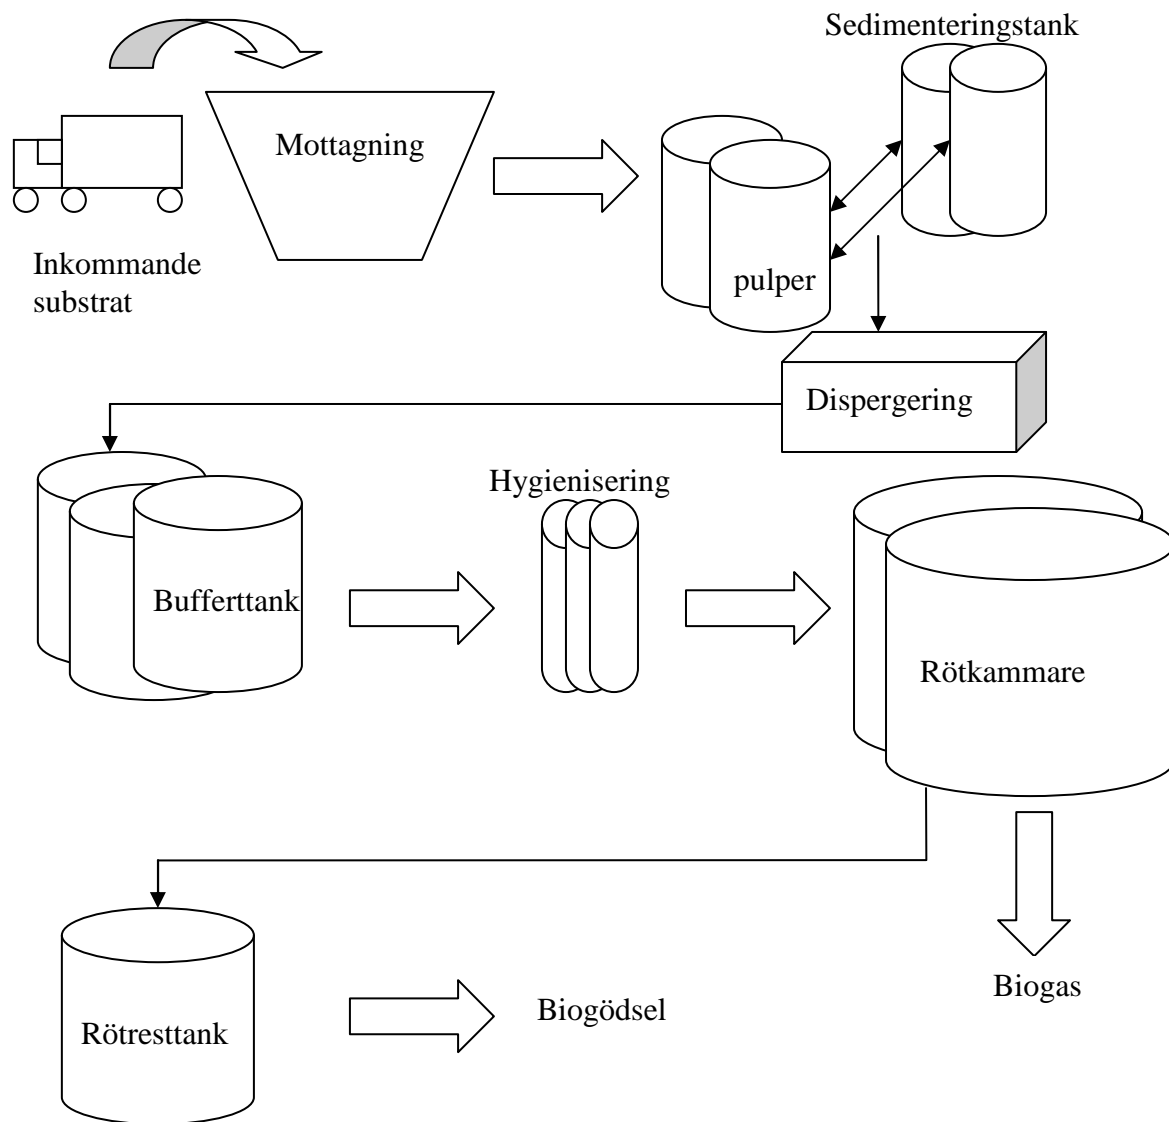 Sedimenteringstank
Mottagning
Inkommande
substrat
pulper
Dispergering
Hygienisering
Bufferttank
Rötkammare
Rötresttank
Biogödsel
Biogas